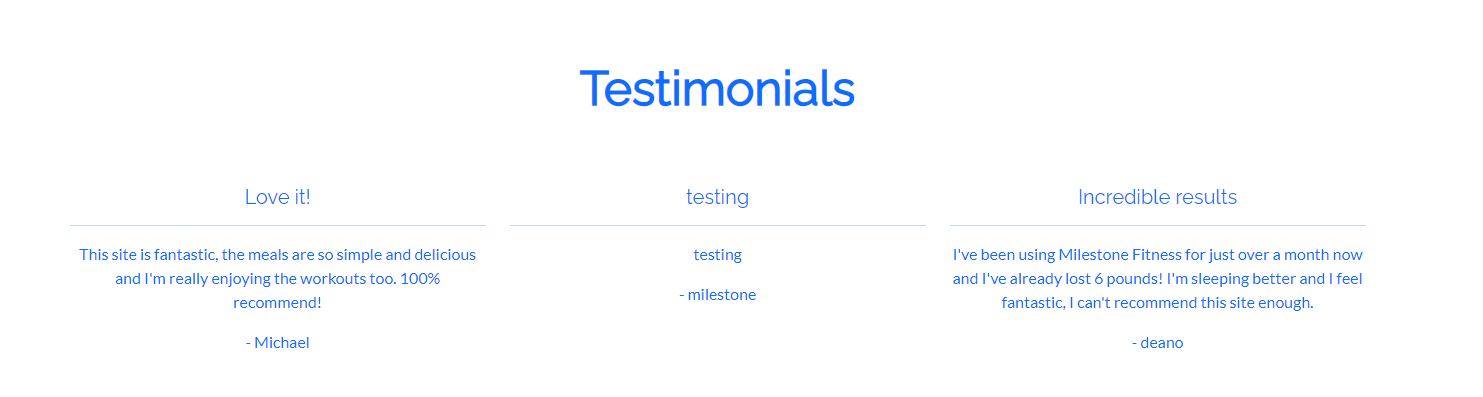 Testimonials
Love it!
This site is fantastic, the meals are so simple and delicious
and I'm really enjoying the workouts too. 100%
recommend!
- Michael
testing
testing
- milestone
Incredible results
I've been using Milestone Fitness for just over a month now
and I've already lost 6 pounds! I'm sleeping better and I feel
fantastic, I can't recommend this site enough.
- deano